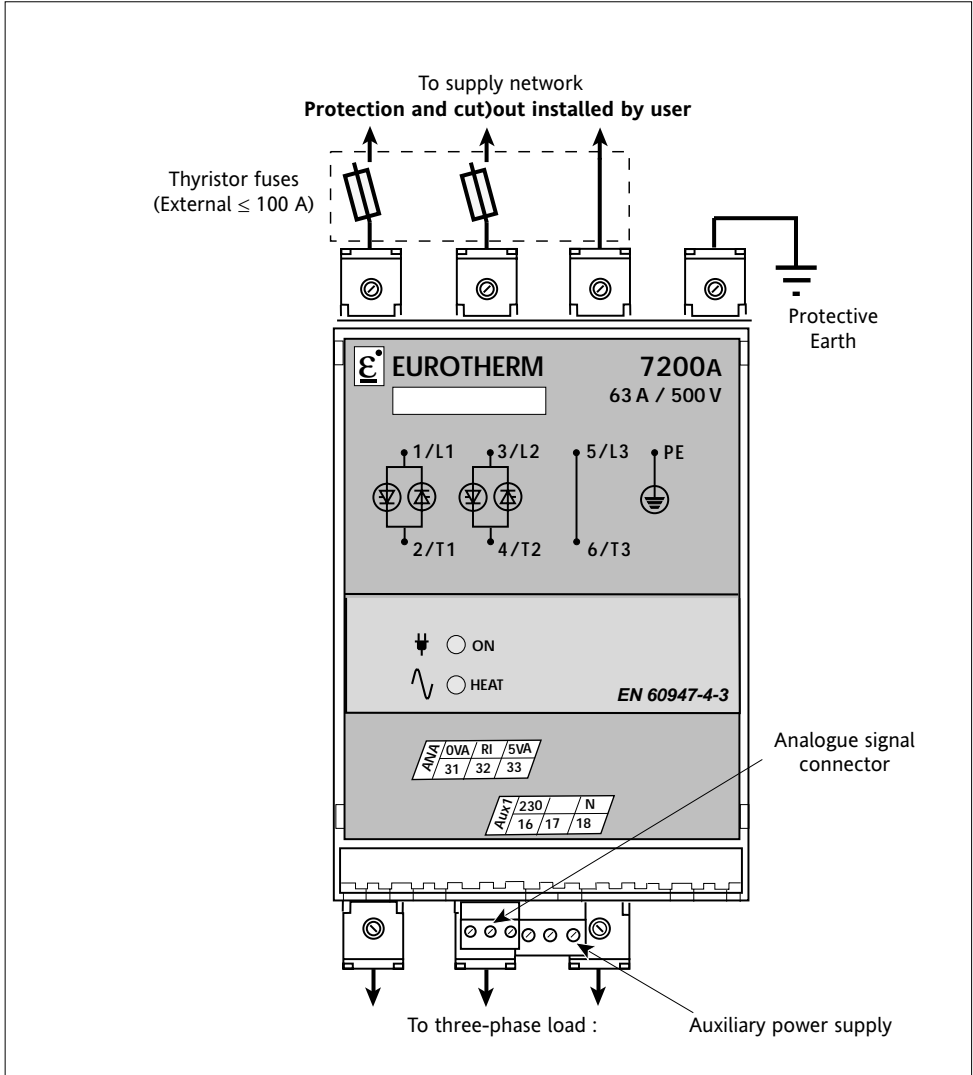 To supply network
Protection and cut)out installed by user
Thyristor fuses
(External ≤ 100 A)
Protective
Earth
ε EUROTHERM
7200A
63 A / 500 V
1/L1
3/L2
5/L3
PE
2/T1
4/T2
6/T3
ON
HEAT
EN 60947-4-3
Analogue signal
connector
ANA 0VA RI 5VA
31 32 33
Aux1 230 N
16 17 18
To three-phase load :
Auxiliary power supply